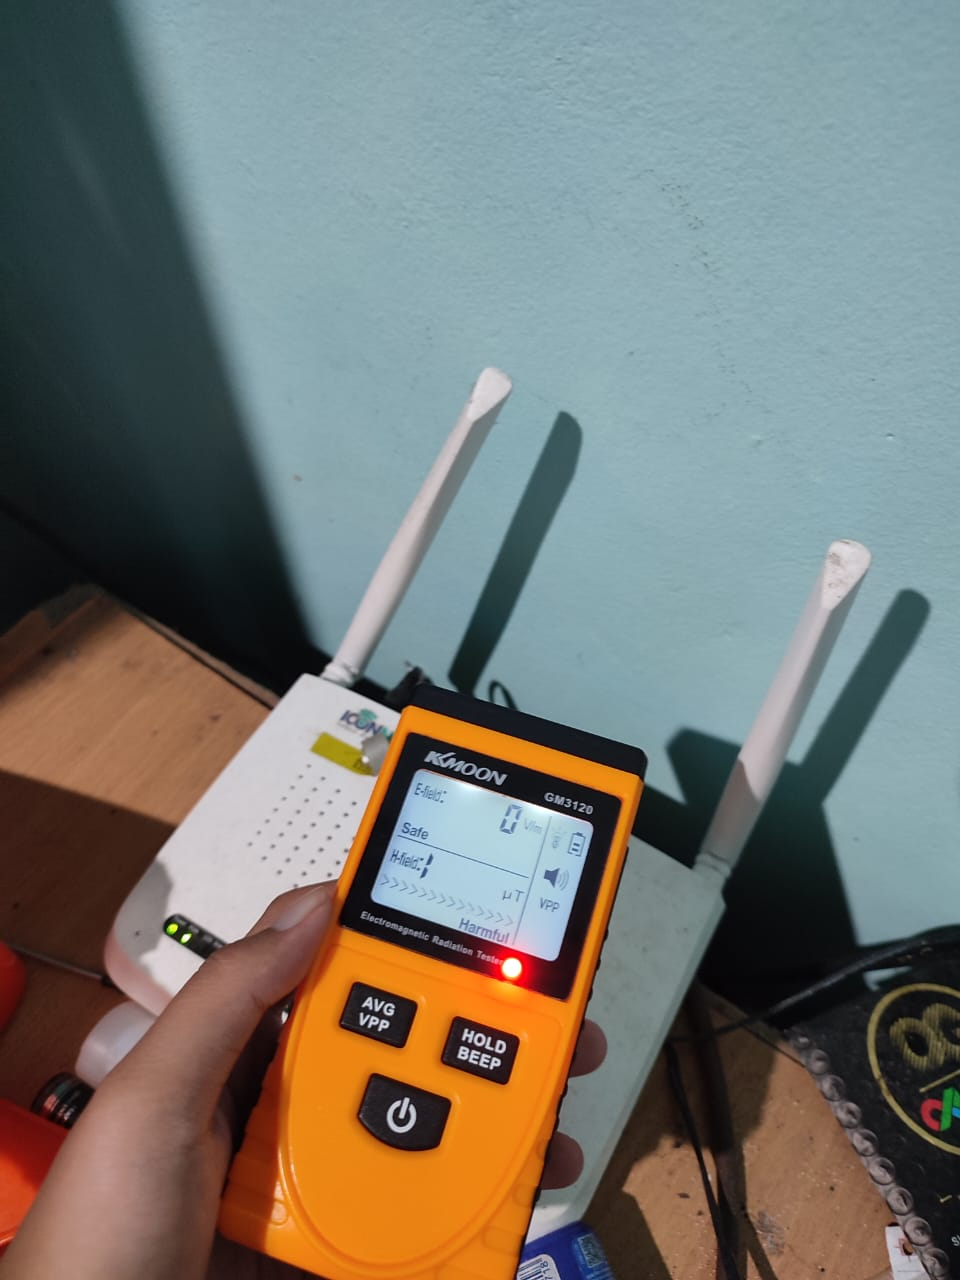 KKMOON
GM3120
E-field:
0 V/m
Safe
H-field:
µT
VPP
Harmful
Electromagnetic Radiation Tester
AVG
VPP
HOLD
BEEP